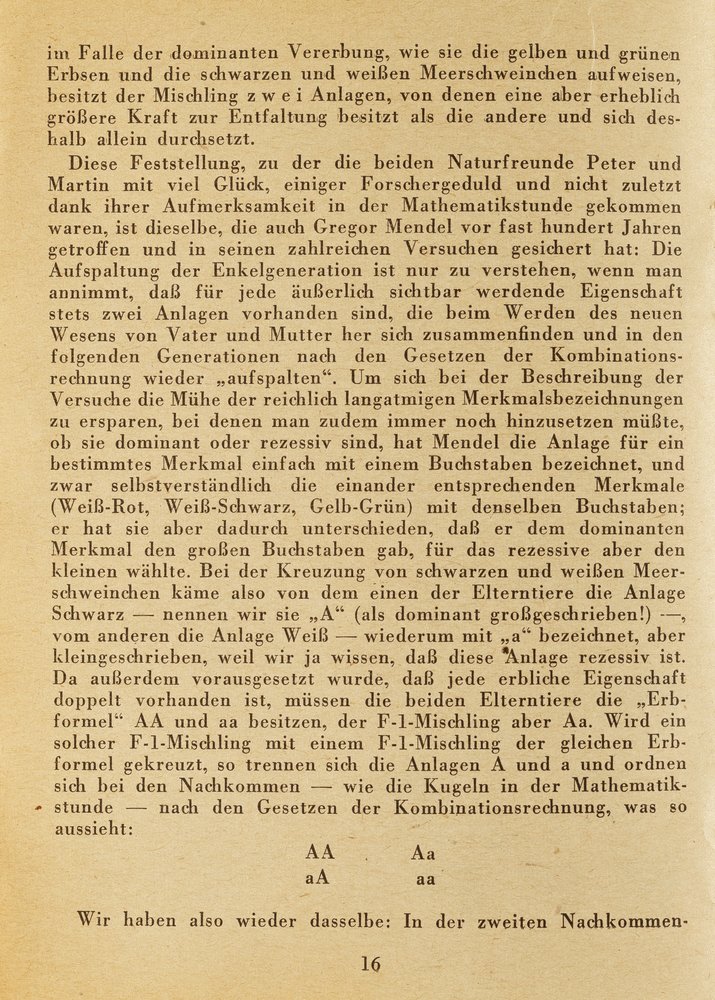 im Falle der dominanten Vererbung, wie sie die gelben und grünen
Erbsen und die schwarzen und weißen Meerschweinchen aufweisen,
besitzt der Mischling z w e i Anlagen, von denen eine aber erheblich
größere Kraft zur Entfaltung besitzt als die andere und sich des-
halb allein durchsetzt.
Diese Feststellung, zu der die beiden Naturfreunde Peter und
Martin mit viel Glück, einiger Forschergeduld und nicht zuletzt
dank ihrer Aufmerksamkeit in der Mathematikstunde gekommen
waren, ist dieselbe, die auch Gregor Mendel vor fast hundert Jahren
getroffen und in seinen zahlreichen Versuchen gesichert hat: Die
Aufspaltung der Enkelgeneration ist nur zu verstehen, wenn man
annimmt, daß für jede äußerlich sichtbar werdende Eigenschaft
stets zwei Anlagen vorhanden sind, die beim Werden des neuen
Wesens von Vater und Mutter her sich zusammenfinden und in den
folgenden Generationen nach den Gesetzen der Kombinations-
rechnung wieder „aufspalten“. Um sich bei der Beschreibung der
Versuche die Mühe der reichlich langatmigen Merkmalsbezeichnungen
zu ersparen, bei denen man zudem immer noch hinzusetzen müßte,
ob sie dominant oder rezessiv sind, hat Mendel die Anlage für ein
bestimmtes Merkmal einfach mit einem Buchstaben bezeichnet, und
zwar selbstverständlich die einander entsprechenden Merkmale
(Weiß-Rot, Weiß-Schwarz, Gelb-Grün) mit denselben Buchstaben;
er hat sie aber dadurch unterschieden, daß er dem dominanten
Merkmal den großen Buchstaben gab, für das rezessive aber den
kleinen wählte. Bei der Kreuzung von schwarzen und weißen Meer-
schweinchen käme also von dem einen der Elterntiere die Anlage
Schwarz — nennen wir sie „A“ (als dominant großgeschrieben!) —,
vom anderen die Anlage Weiß — wiederum mit „a“ bezeichnet, aber
kleingeschrieben, weil wir ja wissen, daß diese Anlage rezessiv ist.
Da außerdem vorausgesetzt wurde, daß jede erbliche Eigenschaft
doppelt vorhanden ist, müssen die beiden Elterntiere die „Erb-
formel“ AA und aa besitzen, der F-1-Mischling aber Aa. Wird ein
solcher F-1-Mischling mit einem F-1-Mischling der gleichen Erb-
formel gekreuzt, so trennen sich die Anlagen A und a und ordnen
sich bei den Nachkommen — wie die Kugeln in der Mathematik-
stunde — nach den Gesetzen der Kombinationsrechnung, was so
aussieht:
AA Aa
aA aa
Wir haben also wieder dasselbe: In der zweiten Nachkommen-
16